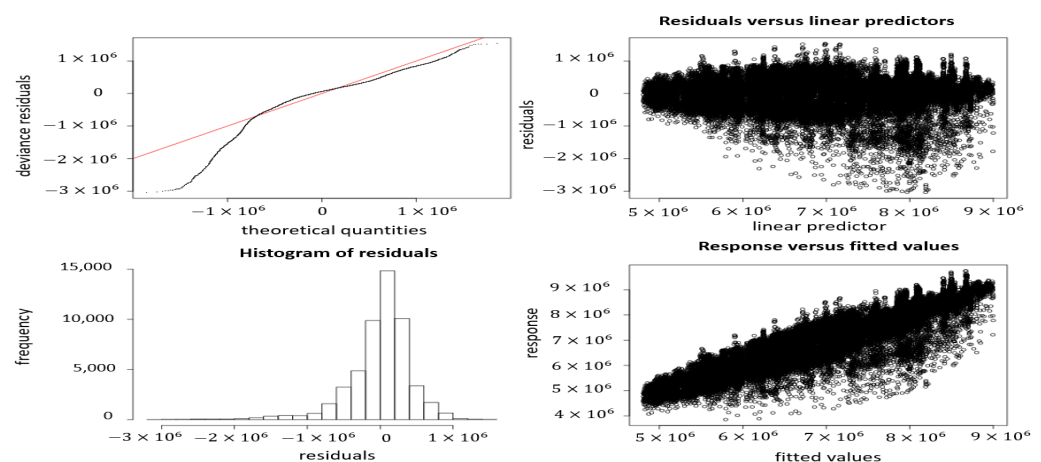 deviance residuals
1 × 10⁶
0
−1 × 10⁶
−2 × 10⁶
−3 × 10⁶
−1 × 10⁶
0
1 × 10⁶
theoretical quantities
Residuals versus linear predictors
residuals
1 × 10⁶
0
−1 × 10⁶
−2 × 10⁶
−3 × 10⁶
5 × 10⁶
6 × 10⁶
7 × 10⁶
8 × 10⁶
9 × 10⁶
linear predictor
Histogram of residuals
frequency
15,000
10,000
5,000
0
−3 × 10⁶
−2 × 10⁶
−1 × 10⁶
0
1 × 10⁶
residuals
Response versus fitted values
response
9 × 10⁶
8 × 10⁶
7 × 10⁶
6 × 10⁶
5 × 10⁶
4 × 10⁶
5 × 10⁶
6 × 10⁶
7 × 10⁶
8 × 10⁶
9 × 10⁶
fitted values